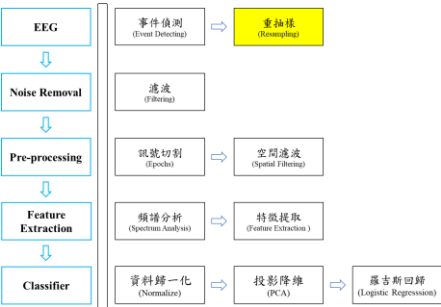 EEG
事件偵測
(Event Detecting)
重抽樣
(Resampling)
Noise Removal
濾波
(Filtering)
Pre-processing
訊號切割
(Epochs)
空間濾波
(Spatial Filtering)
Feature
Extraction
頻譜分析
(Spectrum Analysis)
特徵提取
(Feature Extraction )
Classifier
資料歸一化
(Normalize)
投影降維
(PCA)
羅吉斯回歸
(Logistic Regresssion)